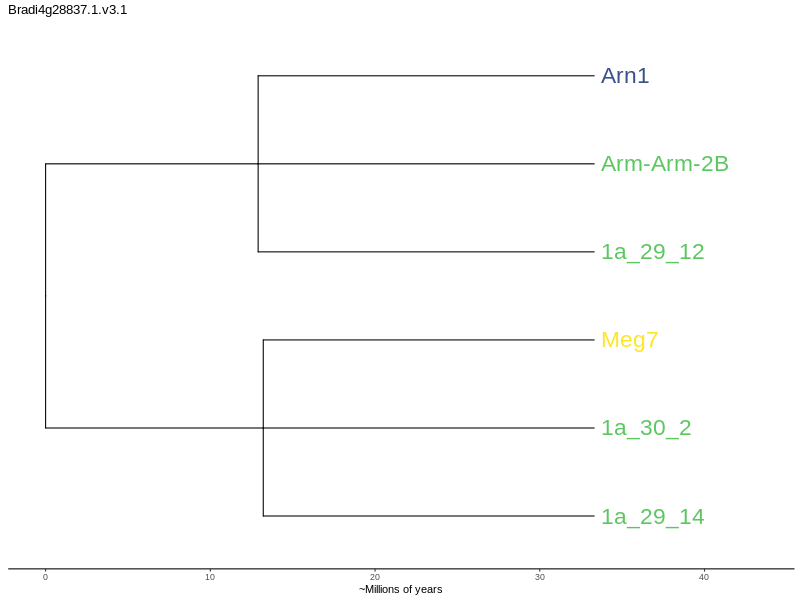 Bradi4g28837.1.v3.1
Arn1
Arm-Arm-2B
1a_29_12
Meg7
1a_30_2
1a_29_14
0 10 20 30 40
~Millions of years